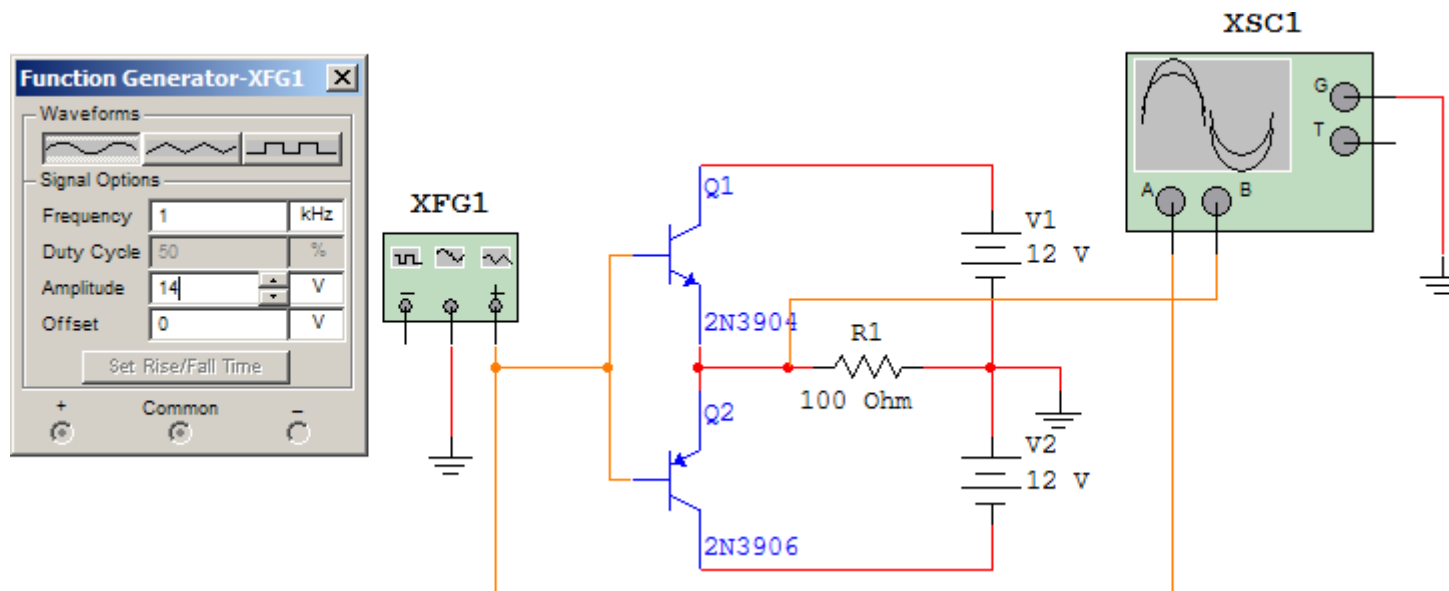 XSC1
Function Generator-XFG1
Waveforms
Signal Options
Frequency 1 kHz
Duty Cycle 50 %
Amplitude 14 V
Offset 0 V
Set Rise/Fall Time
+ Common −
XFG1
− +
Q1
2N3904
Q2
2N3906
R1
100 Ohm
V1
12 V
V2
12 V
G
T
A B